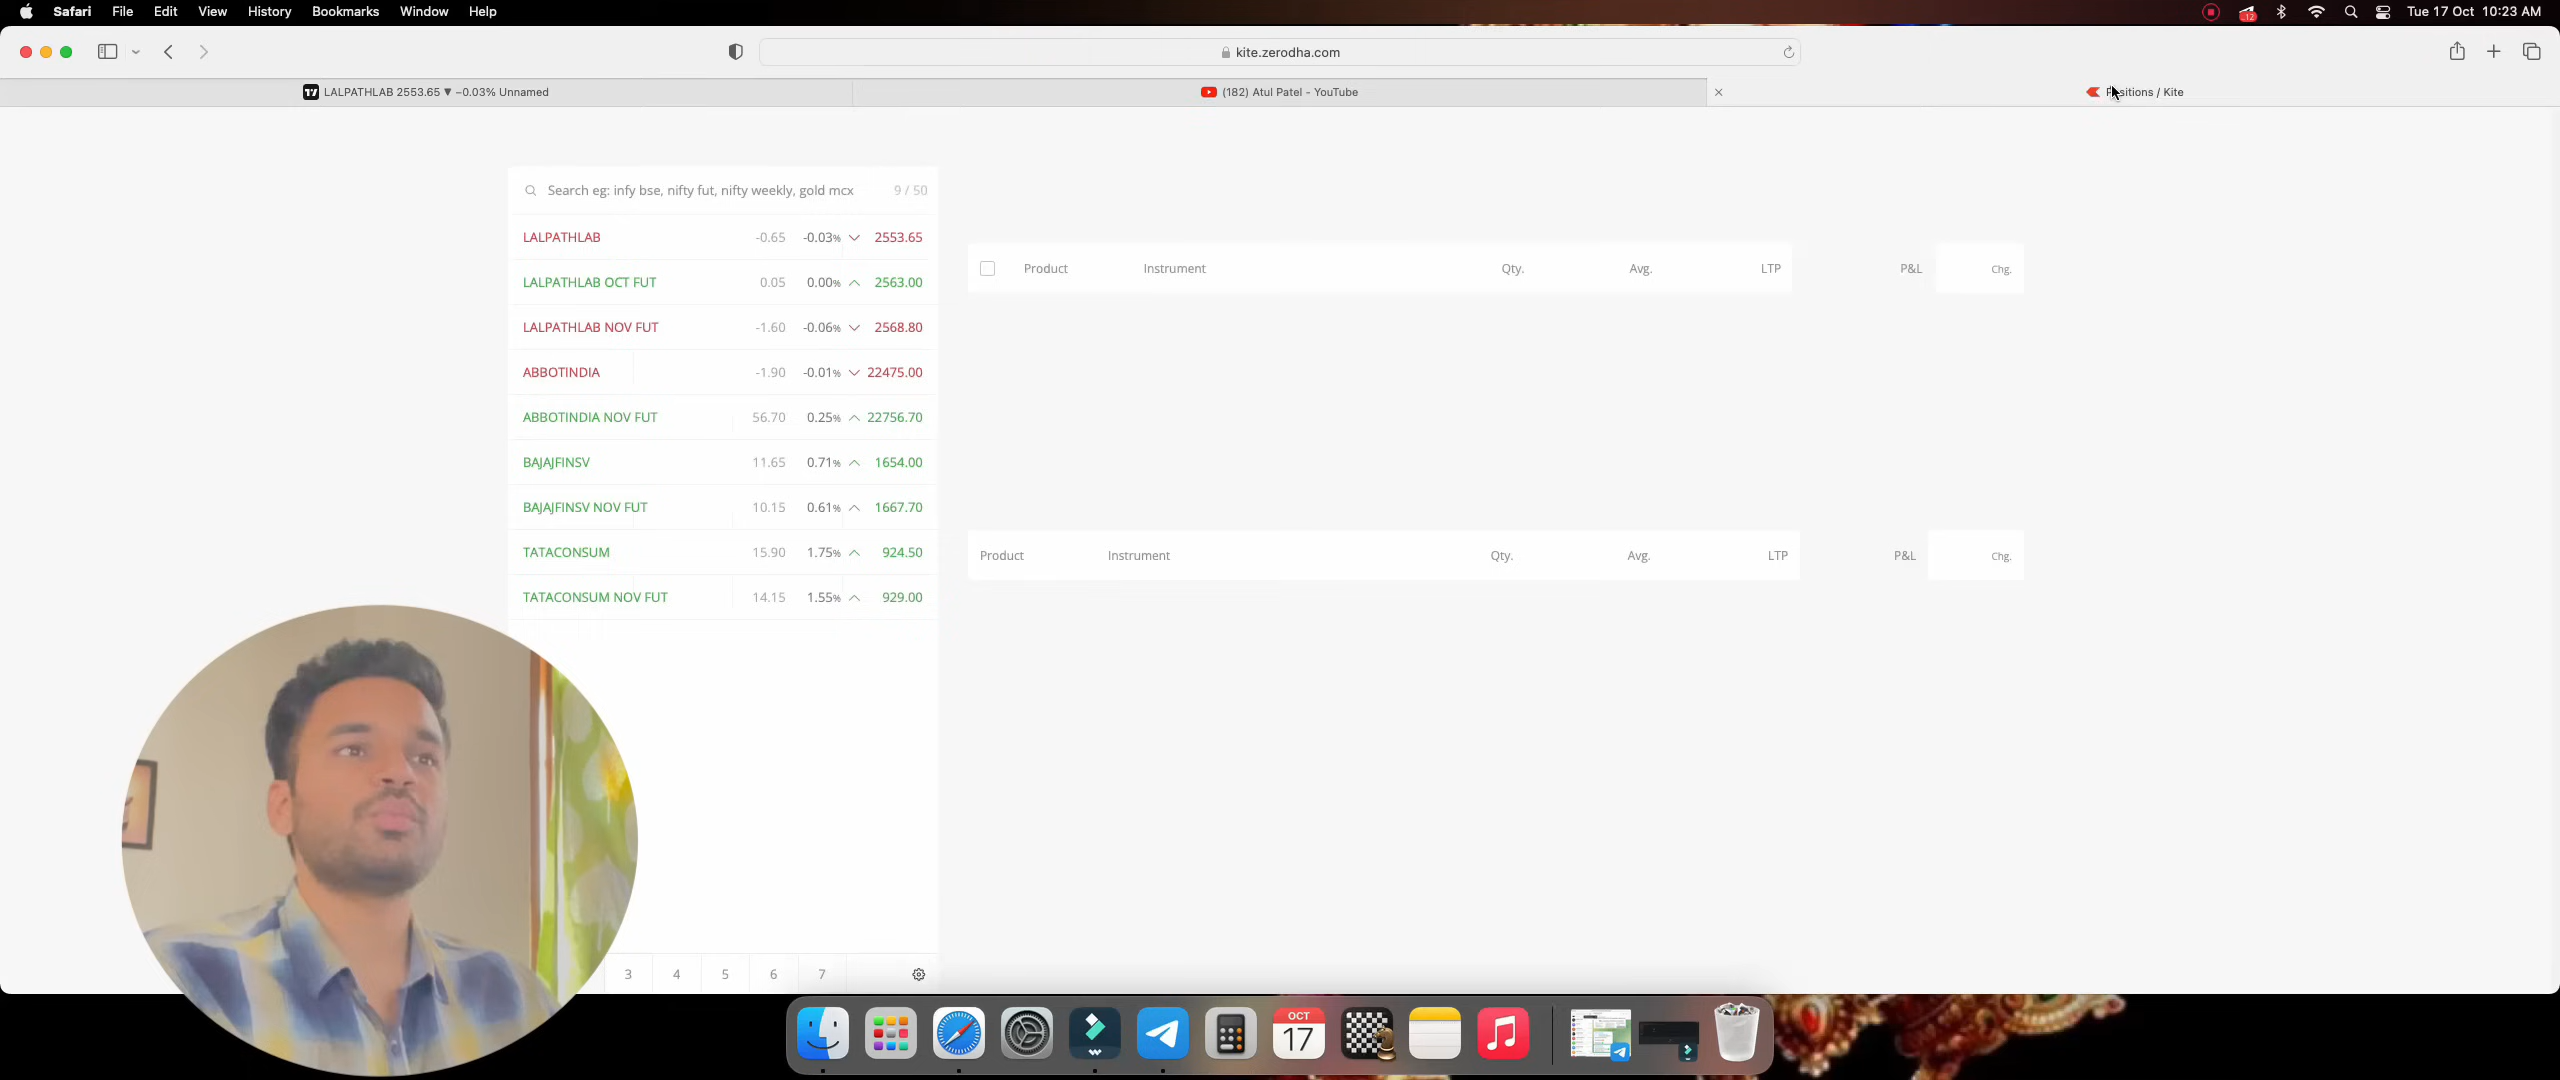 Safari File Edit View History Bookmarks Window Help
12
Tue 17 Oct 10:23 AM
kite.zerodha.com
LALPATHLAB 2553.65 ▼ −0.03% Unnamed
(182) Atul Patel - YouTube
sitions / Kite
Search eg: infy bse, nifty fut, nifty weekly, gold mcx 9 / 50
LALPATHLAB -0.65 -0.03% 2553.65
LALPATHLAB OCT FUT 0.05 0.00% 2563.00
LALPATHLAB NOV FUT -1.60 -0.06% 2568.80
ABBOTINDIA -1.90 -0.01% 22475.00
ABBOTINDIA NOV FUT 56.70 0.25% 22756.70
BAJAJFINSV 11.65 0.71% 1654.00
BAJAJFINSV NOV FUT 10.15 0.61% 1667.70
TATACONSUM 15.90 1.75% 924.50
TATACONSUM NOV FUT 14.15 1.55% 929.00
3 4 5 6 7
Product Instrument Qty. Avg. LTP P&L Chg.
Product Instrument Qty. Avg. LTP P&L Chg.
OCT
17